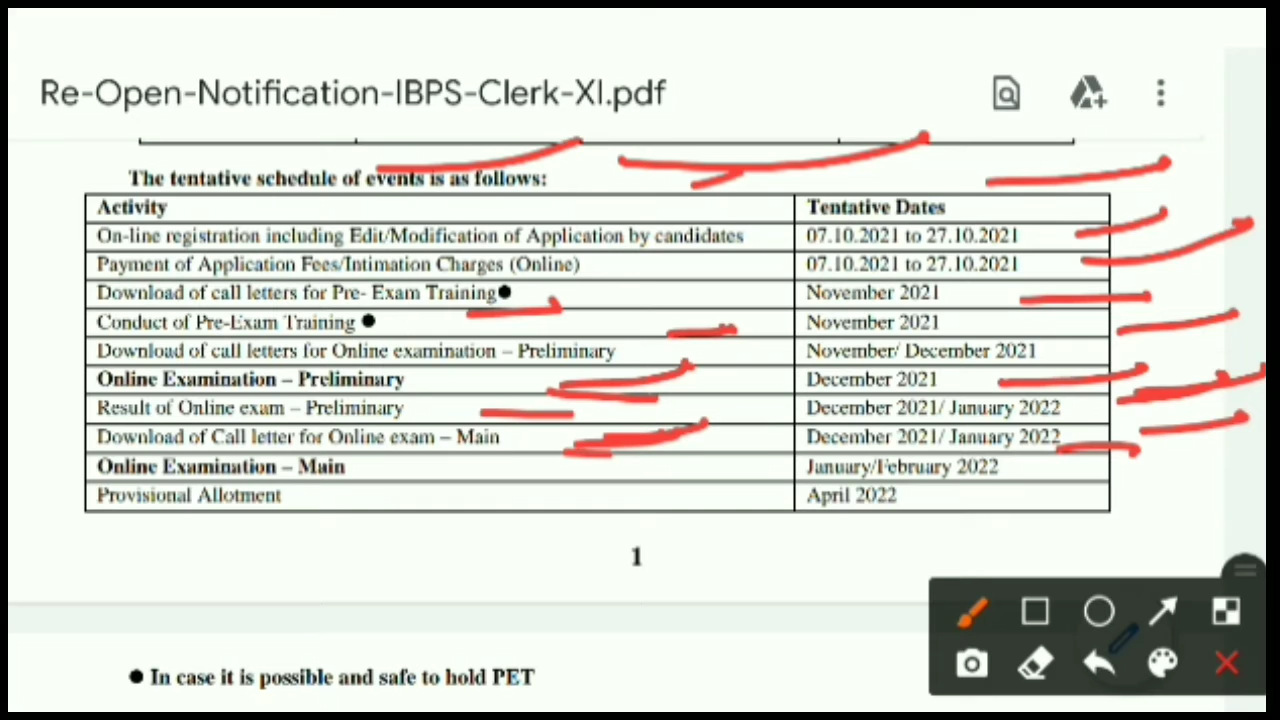 Re-Open-Notification-IBPS-Clerk-XI.pdf
The tentative schedule of events is as follows:
Activity Tentative Dates
On-line registration including Edit/Modification of Application by candidates 07.10.2021 to 27.10.2021
Payment of Application Fees/Intimation Charges (Online) 07.10.2021 to 27.10.2021
Download of call letters for Pre- Exam Training● November 2021
Conduct of Pre-Exam Training ● November 2021
Download of call letters for Online examination – Preliminary November/ December 2021
Online Examination – Preliminary December 2021
Result of Online exam – Preliminary December 2021/ January 2022
Download of Call letter for Online exam – Main December 2021/ January 2022
Online Examination – Main January/February 2022
Provisional Allotment April 2022
1
● In case it is possible and safe to hold PET